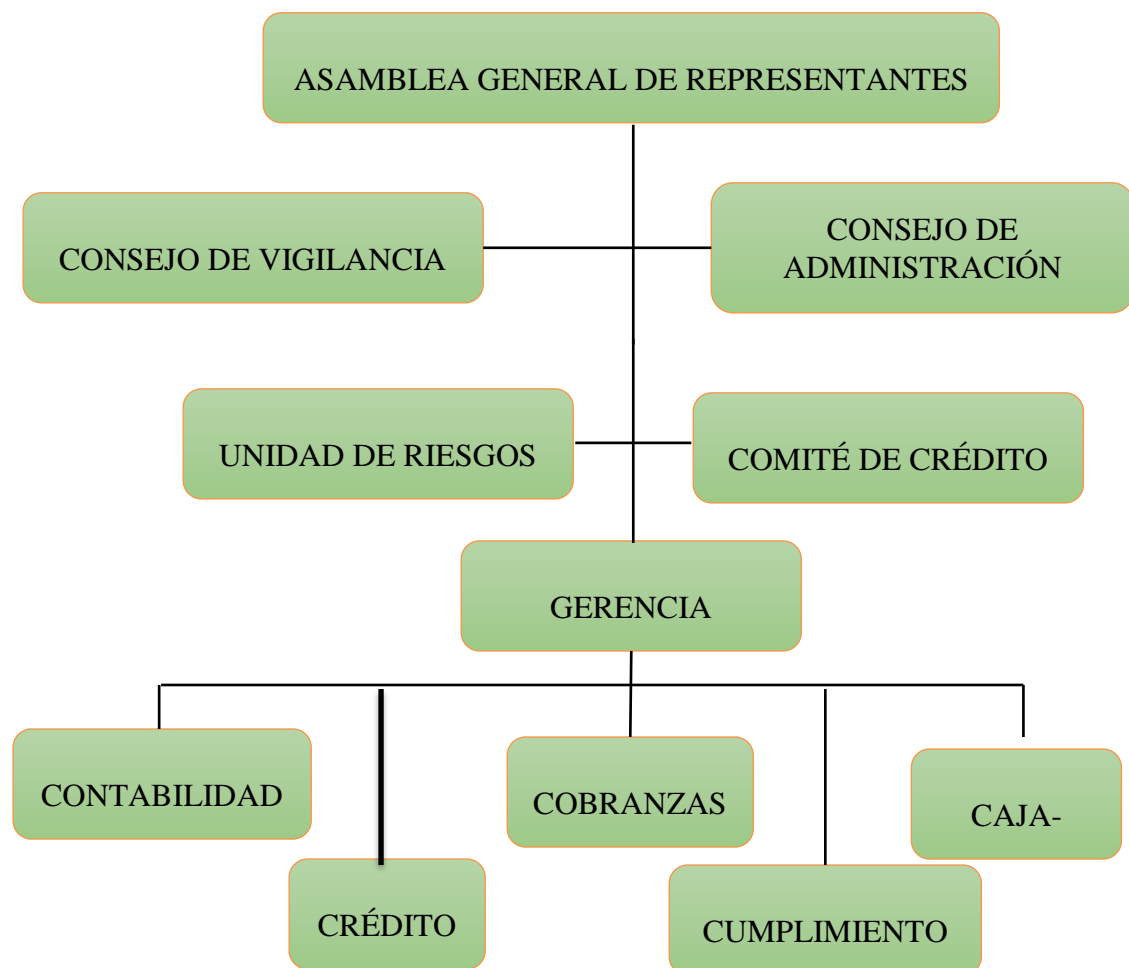 ASAMBLEA GENERAL DE REPRESENTANTES
CONSEJO DE VIGILANCIA
CONSEJO DE
ADMINISTRACIÓN
UNIDAD DE RIESGOS
COMITÉ DE CRÉDITO
GERENCIA
CONTABILIDAD
COBRANZAS
CAJA-
CRÉDITO
CUMPLIMIENTO